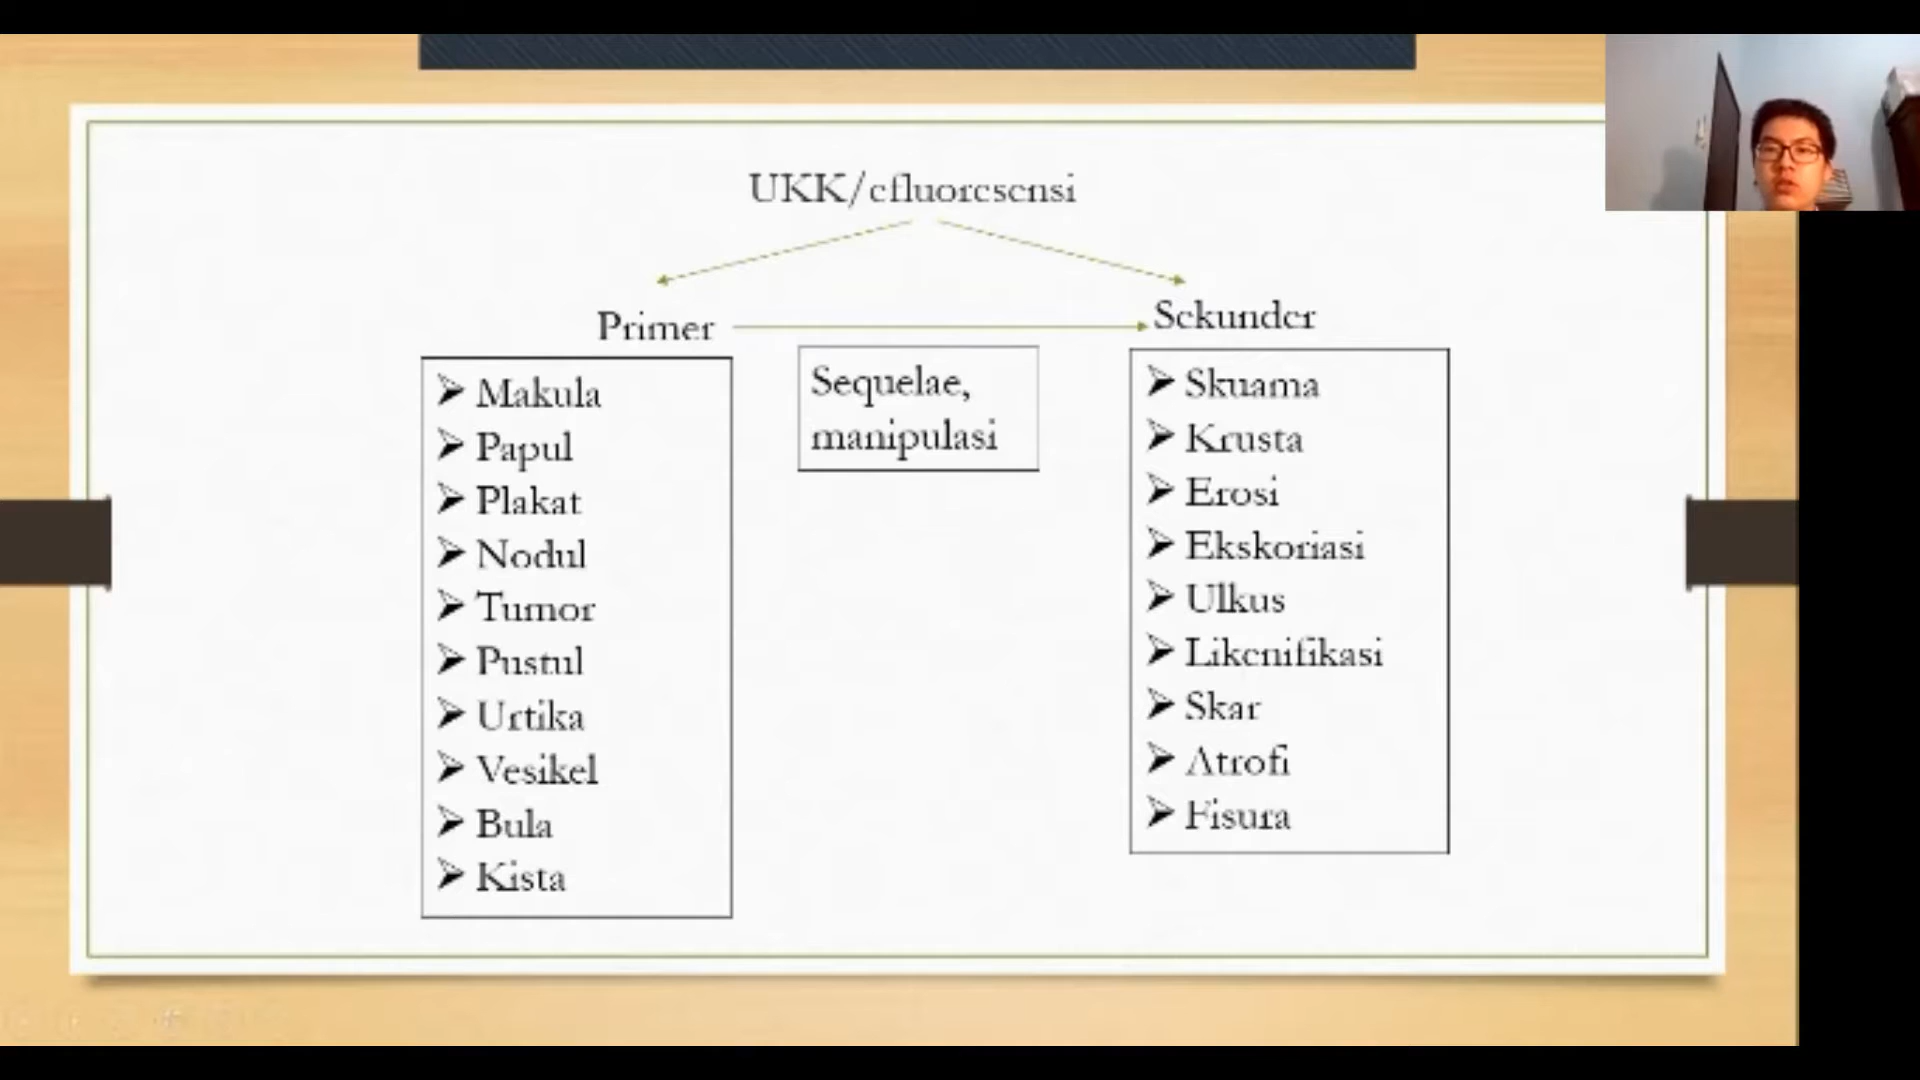 UKK/efluoresensi
Primer
Sekunder
Makula
Papul
Plakat
Nodul
Tumor
Pustul
Urtika
Vesikel
Bula
Kista
Sequelae,
manipulasi
Skuama
Krusta
Erosi
Ekskoriasi
Ulkus
Likenifikasi
Skar
Atrofi
Fisura